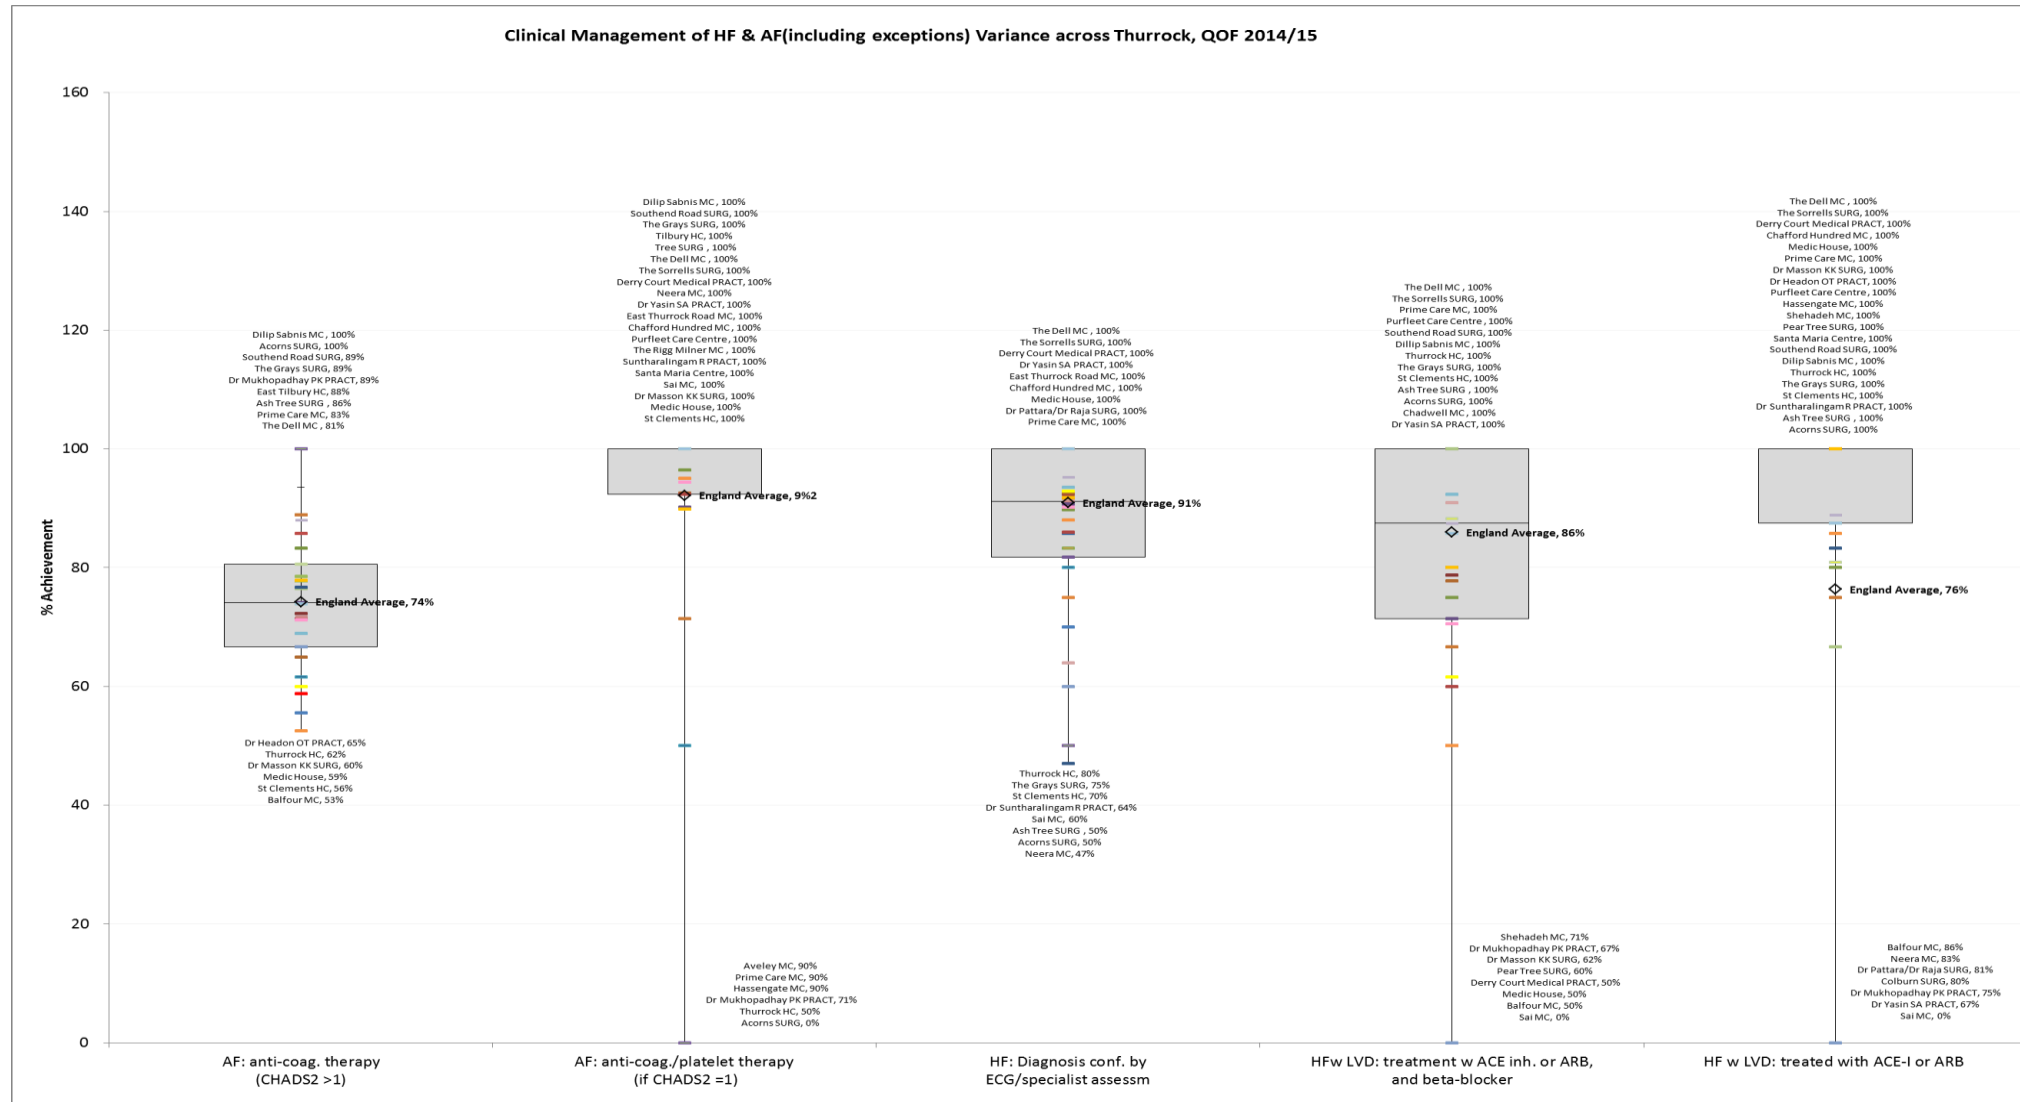 Clinical Management of HF & AF(including exceptions) Variance across Thurrock, QOF 2014/15
% Achievement
160
140
120
100
80
60
40
20
0
Dilip Sabnis MC , 100%
Acorns SURG, 100%
Southend Road SURG, 89%
The Grays SURG, 89%
Dr Mukhopadhay PK PRACT, 89%
East Tilbury HC, 88%
Ash Tree SURG , 86%
Prime Care MC, 83%
The Dell MC , 81%
England Average, 74%
Dr Headon OT PRACT, 65%
Thurrock HC, 62%
Dr Masson KK SURG, 60%
Medic House, 59%
St Clements HC, 56%
Balfour MC, 53%
AF: anti-coag. therapy
(CHADS2 >1)
Dilip Sabnis MC , 100%
Southend Road SURG, 100%
The Grays SURG, 100%
Tilbury HC, 100%
Tree SURG , 100%
The Dell MC , 100%
The Sorrells SURG, 100%
Derry Court Medical PRACT, 100%
Neera MC, 100%
Dr Yasin SA PRACT, 100%
East Thurrock Road MC, 100%
Chafford Hundred MC , 100%
Purfleet Care Centre, 100%
The Rigg Milner MC , 100%
Suntharalingam R PRACT, 100%
Santa Maria Centre, 100%
Sai MC, 100%
Dr Masson KK SURG, 100%
Medic House, 100%
St Clements HC, 100%
England Average, 9%2
Aveley MC, 90%
Prime Care MC, 90%
Hassengate MC, 90%
Dr Mukhopadhay PK PRACT, 71%
Thurrock HC, 50%
Acorns SURG, 0%
AF: anti-coag./platelet therapy
(if CHADS2 =1)
The Dell MC , 100%
The Sorrells SURG, 100%
Derry Court Medical PRACT, 100%
Dr Yasin SA PRACT, 100%
East Thurrock Road MC, 100%
Chafford Hundred MC , 100%
Medic House, 100%
Dr Pattara/Dr Raja SURG, 100%
Prime Care MC, 100%
England Average, 91%
Thurrock HC, 80%
The Grays SURG, 75%
St Clements HC, 70%
Dr Suntharalingam R PRACT, 64%
Sai MC, 60%
Ash Tree SURG , 50%
Acorns SURG, 50%
Neera MC, 47%
HF: Diagnosis conf. by
ECG/specialist assessm
The Dell MC , 100%
The Sorrells SURG, 100%
Prime Care MC, 100%
Purfleet Care Centre , 100%
Southend Road SURG, 100%
Dillip Sabnis MC, 100%
Thurrock HC, 100%
The Grays SURG, 100%
St Clements HC, 100%
Ash Tree SURG , 100%
Acorns SURG, 100%
Chadwell MC , 100%
Dr Yasin SA PRACT, 100%
England Average, 86%
Shehadeh MC, 71%
Dr Mukhopadhay PK PRACT, 67%
Dr Masson KK SURG, 62%
Pear Tree SURG, 60%
Derry Court Medical PRACT, 50%
Medic House, 50%
Balfour MC, 50%
Sai MC, 0%
HFw LVD: treatment w ACE inh. or ARB,
and beta-blocker
The Dell MC , 100%
The Sorrells SURG, 100%
Derry Court Medical PRACT, 100%
Chafford Hundred MC, 100%
Medic House, 100%
Prime Care MC, 100%
Dr Masson KK SURG, 100%
Dr Headon OT PRACT, 100%
Purfleet Care Centre, 100%
Hassengate MC, 100%
Shehadeh MC, 100%
Pear Tree SURG, 100%
Santa Maria Centre, 100%
Southend Road SURG, 100%
Dilip Sabnis MC, 100%
Thurrock HC, 100%
The Grays SURG, 100%
St Clements HC, 100%
Dr Suntharalingam R PRACT, 100%
Ash Tree SURG , 100%
Acorns SURG, 100%
England Average, 76%
Balfour MC, 86%
Neera MC, 83%
Dr Pattara/Dr Raja SURG, 81%
Colburn SURG, 80%
Dr Mukhopadhay PK PRACT, 75%
Dr Yasin SA PRACT, 67%
Sai MC, 0%
HF w LVD: treated with ACE-I or ARB